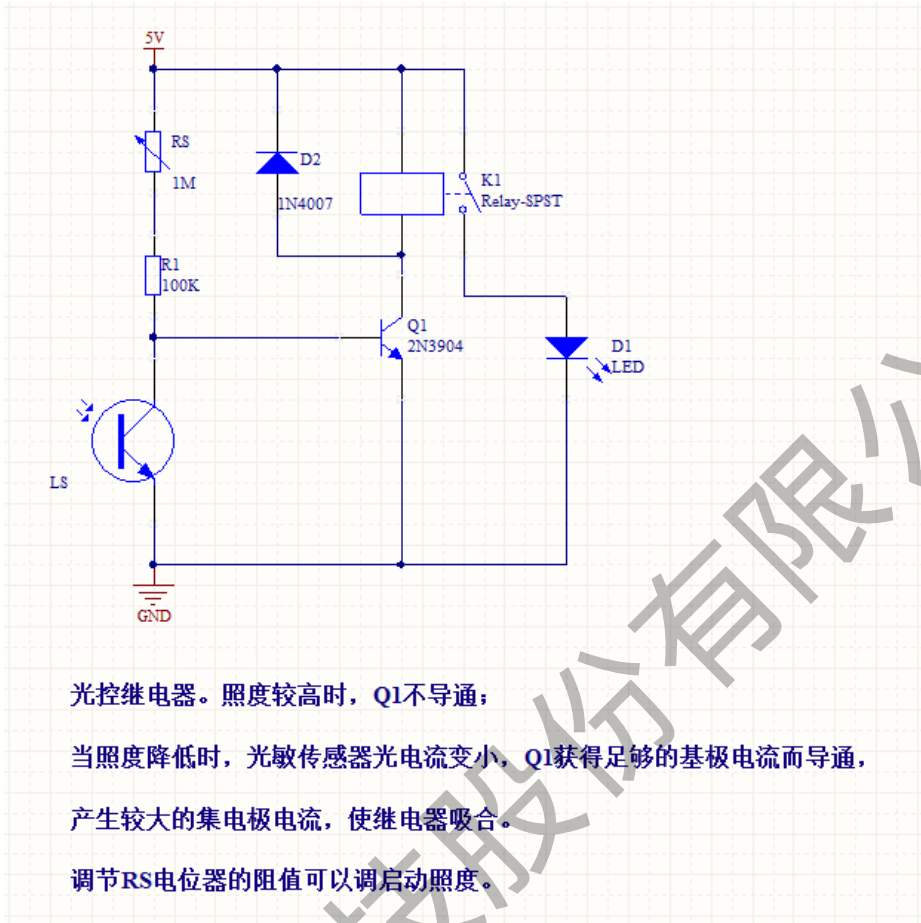 5V
RS
1M
D2
1N4007
K1
Relay-SPST
R1
100K
Q1
2N3904
D1
LED
LS
GND
光控继电器。照度较高时，Q1不导通；
当照度降低时，光敏传感器光电流变小，Q1获得足够的基极电流而导通，
产生较大的集电极电流，使继电器吸合。
调节RS电位器的阻值可以调启动照度。
技股份有限公